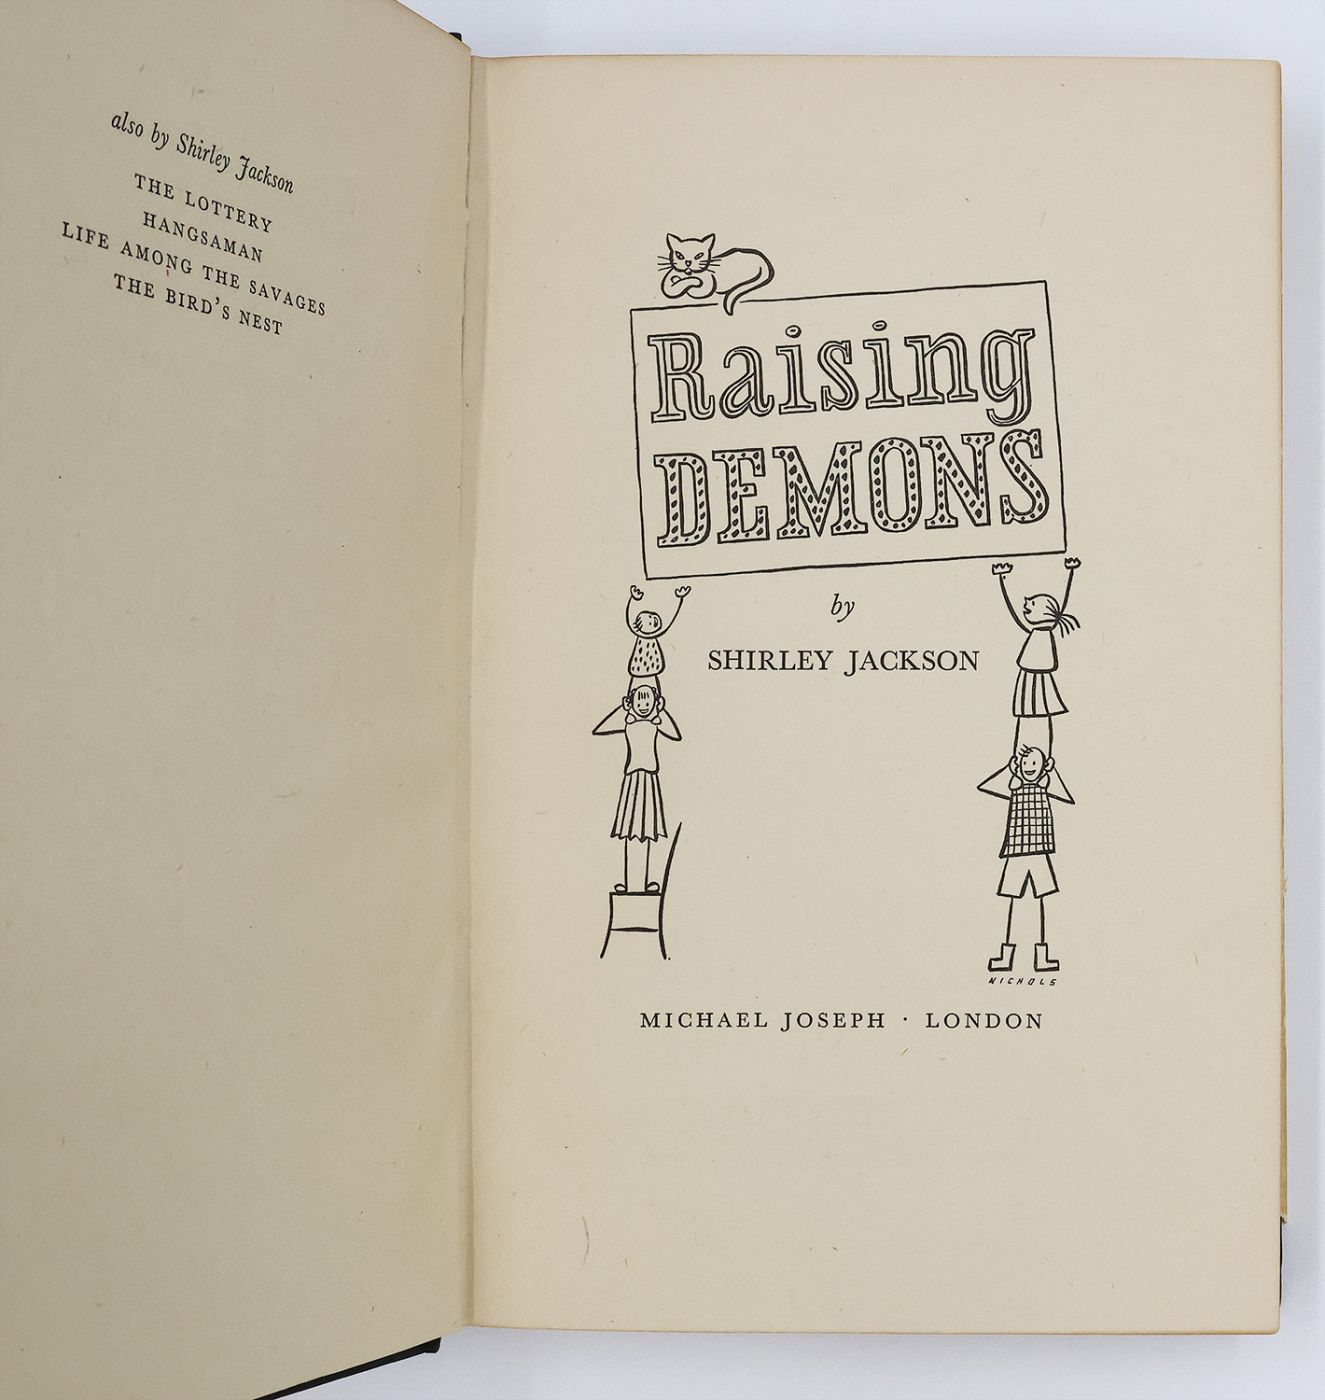 also by Shirley Jackson
THE LOTTERY
HANGSAMAN
LIFE AMONG THE SAVAGES
THE BIRD'S NEST
Raising
DEMONS
by
SHIRLEY JACKSON
NICHOLS
MICHAEL JOSEPH · LONDON